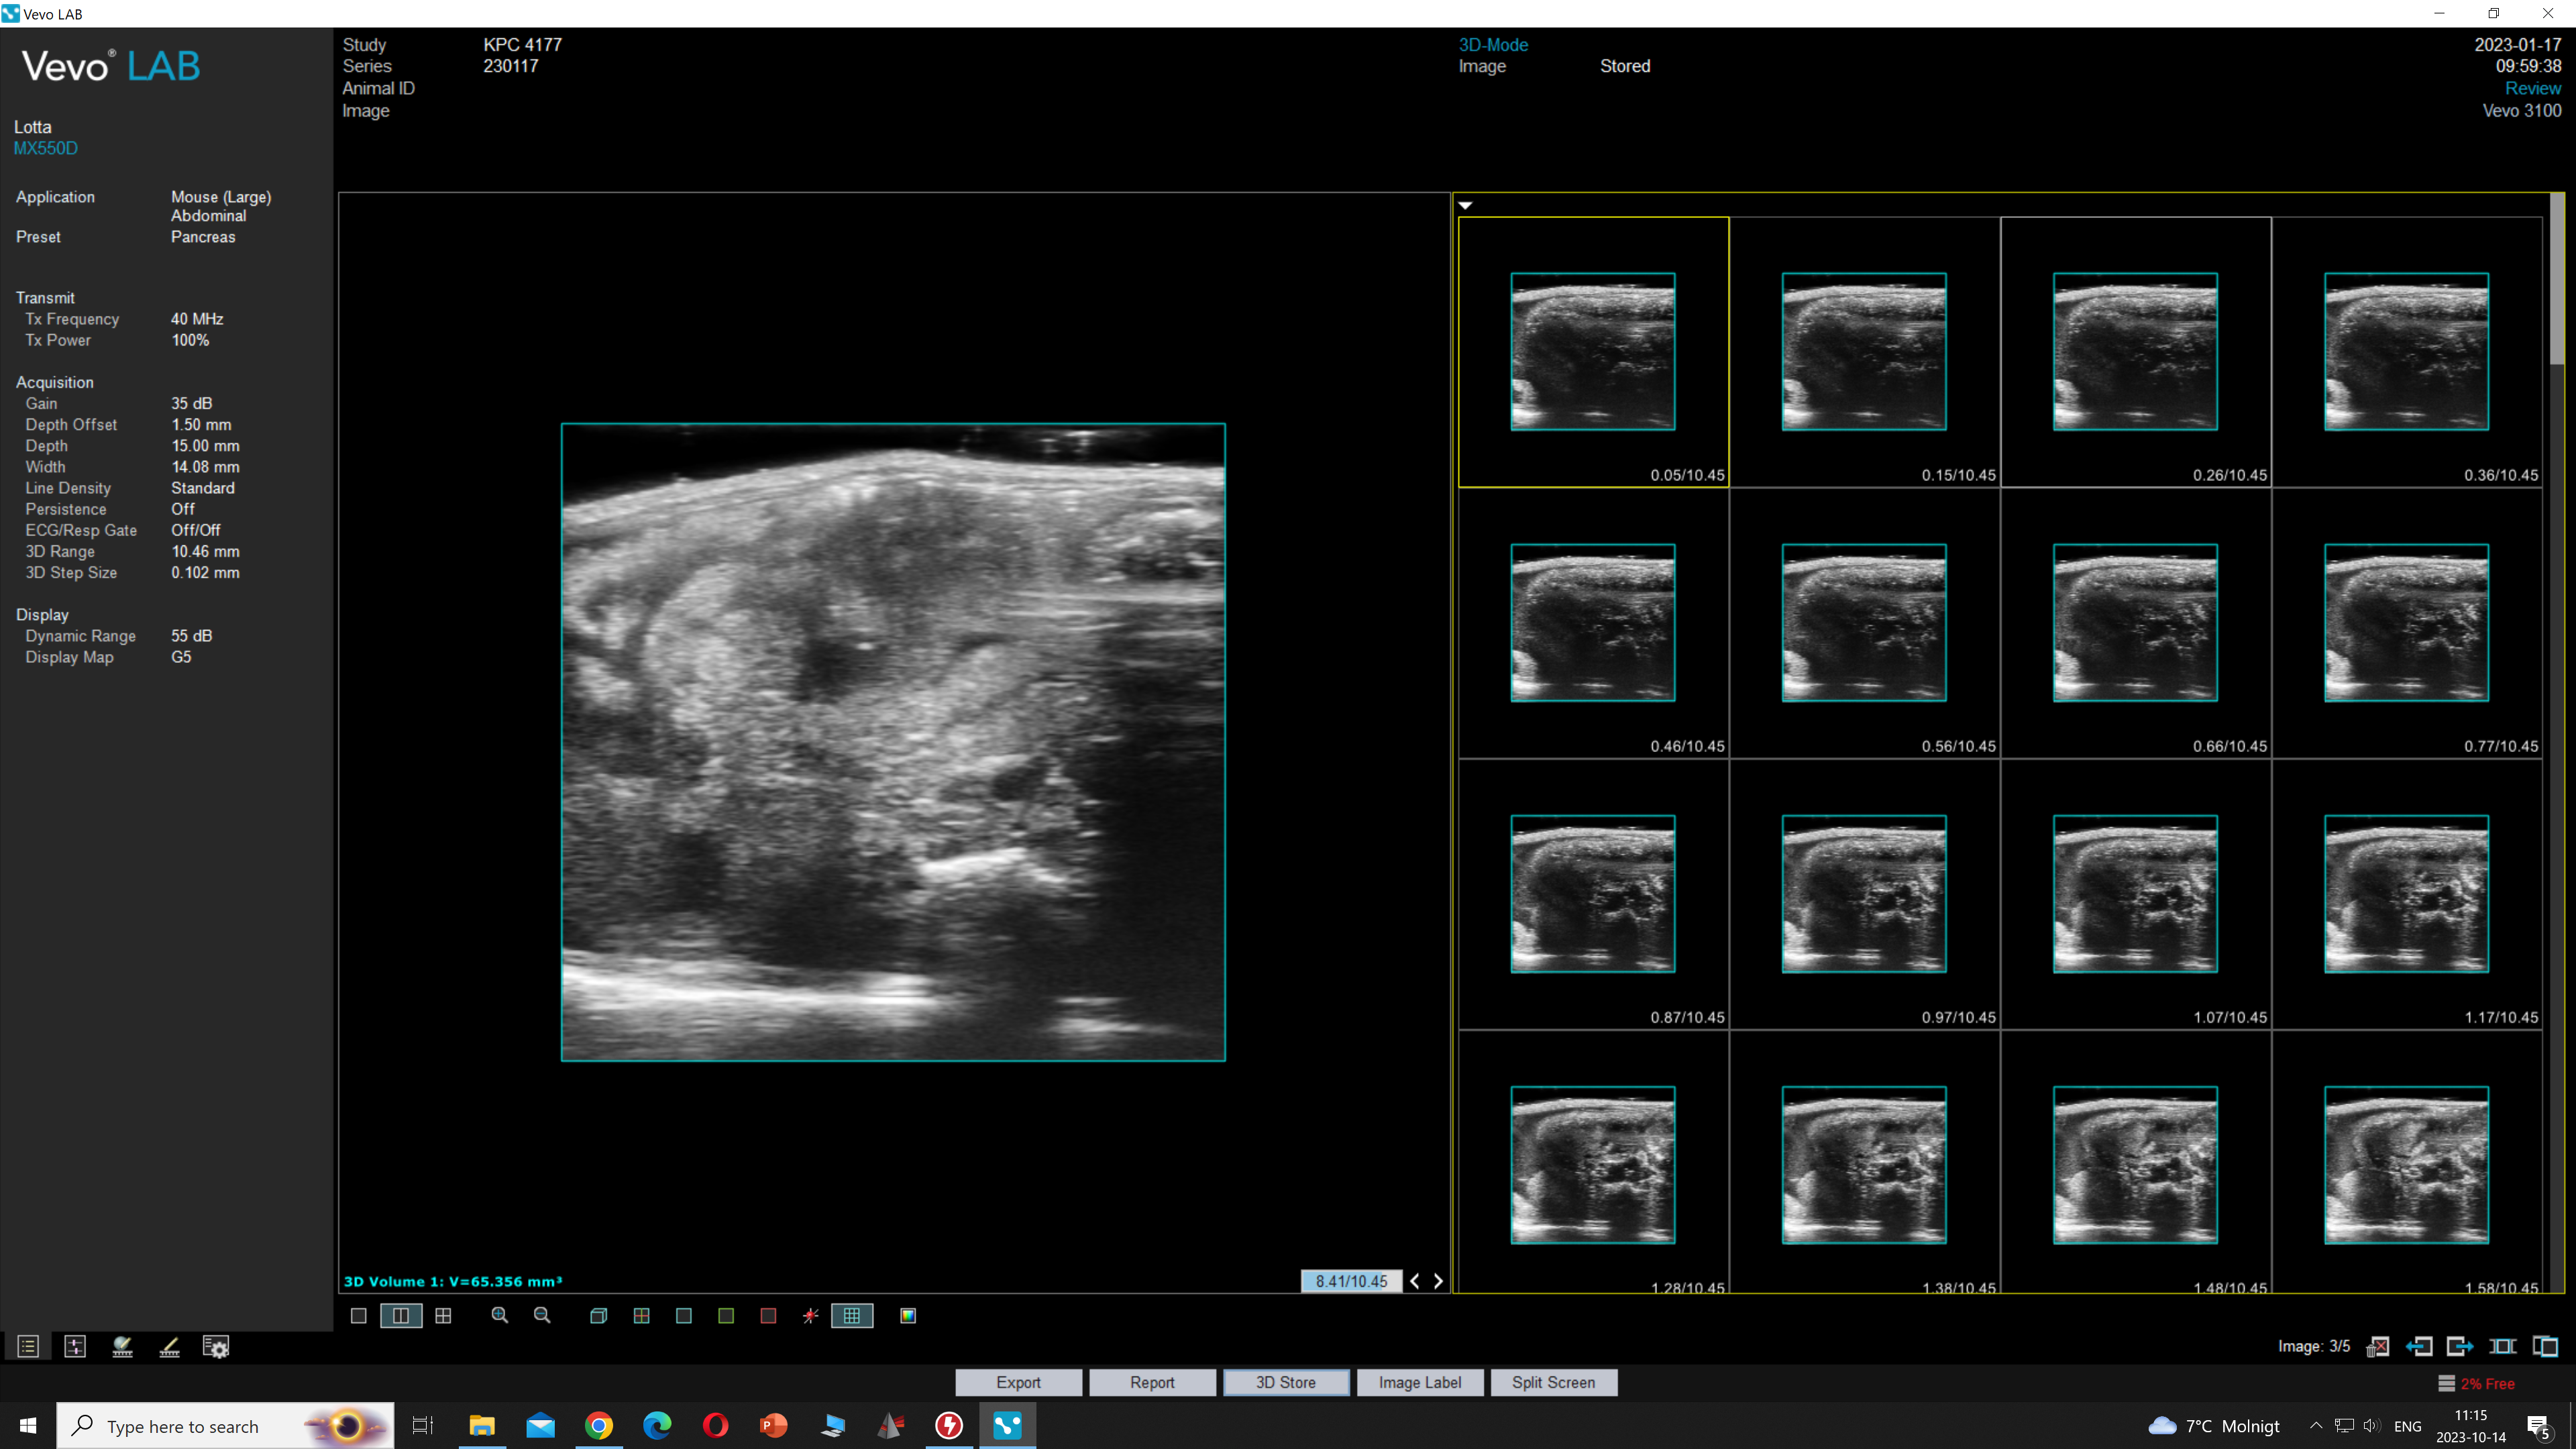 Vevo LAB
Vevo® LAB
Lotta
MX550D
Application Mouse (Large)
Abdominal
Preset Pancreas
Transmit
Tx Frequency 40 MHz
Tx Power 100%
Acquisition
Gain 35 dB
Depth Offset 1.50 mm
Depth 15.00 mm
Width 14.08 mm
Line Density Standard
Persistence Off
ECG/Resp Gate Off/Off
3D Range 10.46 mm
3D Step Size 0.102 mm
Display
Dynamic Range 55 dB
Display Map G5
Study KPC 4177
Series 230117
Animal ID
Image
3D-Mode
Image Stored
2023-01-17
09:59:38
Review
Vevo 3100
3D Volume 1: V=65.356 mm³
8.41/10.45
0.05/10.45 0.15/10.45 0.26/10.45 0.36/10.45
0.46/10.45 0.56/10.45 0.66/10.45 0.77/10.45
0.87/10.45 0.97/10.45 1.07/10.45 1.17/10.45
1.28/10.45 1.38/10.45 1.48/10.45 1.58/10.45
Image: 3/5
Export Report 3D Store Image Label Split Screen
2% Free
Type here to search
P
7°C Molnigt
ENG
11:15
2023-10-14
5